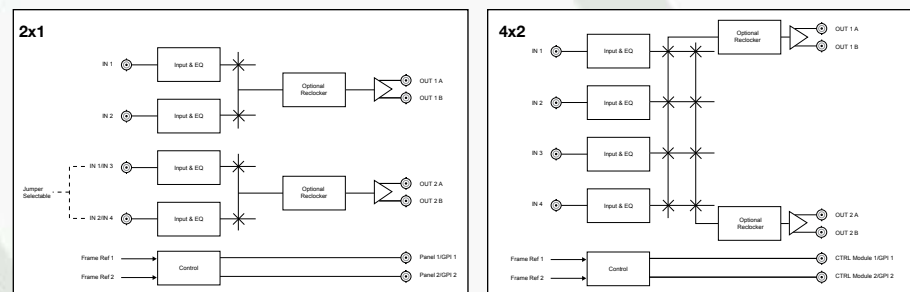 2x1
IN 1
Input & EQ
IN 2
Input & EQ
Optional
Reclocker
OUT 1 A
OUT 1 B
Jumper
Selectable
IN 1/IN 3
Input & EQ
IN 2/IN 4
Input & EQ
Optional
Reclocker
OUT 2 A
OUT 2 B
Frame Ref 1
Frame Ref 2
Control
Panel 1/GPI 1
Panel 2/GPI 2
4x2
IN 1
Input & EQ
IN 2
Input & EQ
IN 3
Input & EQ
IN 4
Input & EQ
Optional
Reclocker
OUT 1 A
OUT 1 B
Optional
Reclocker
OUT 2 A
OUT 2 B
Frame Ref 1
Frame Ref 2
Control
CTRL Module 1/GPI 1
CTRL Module 2/GPI 2